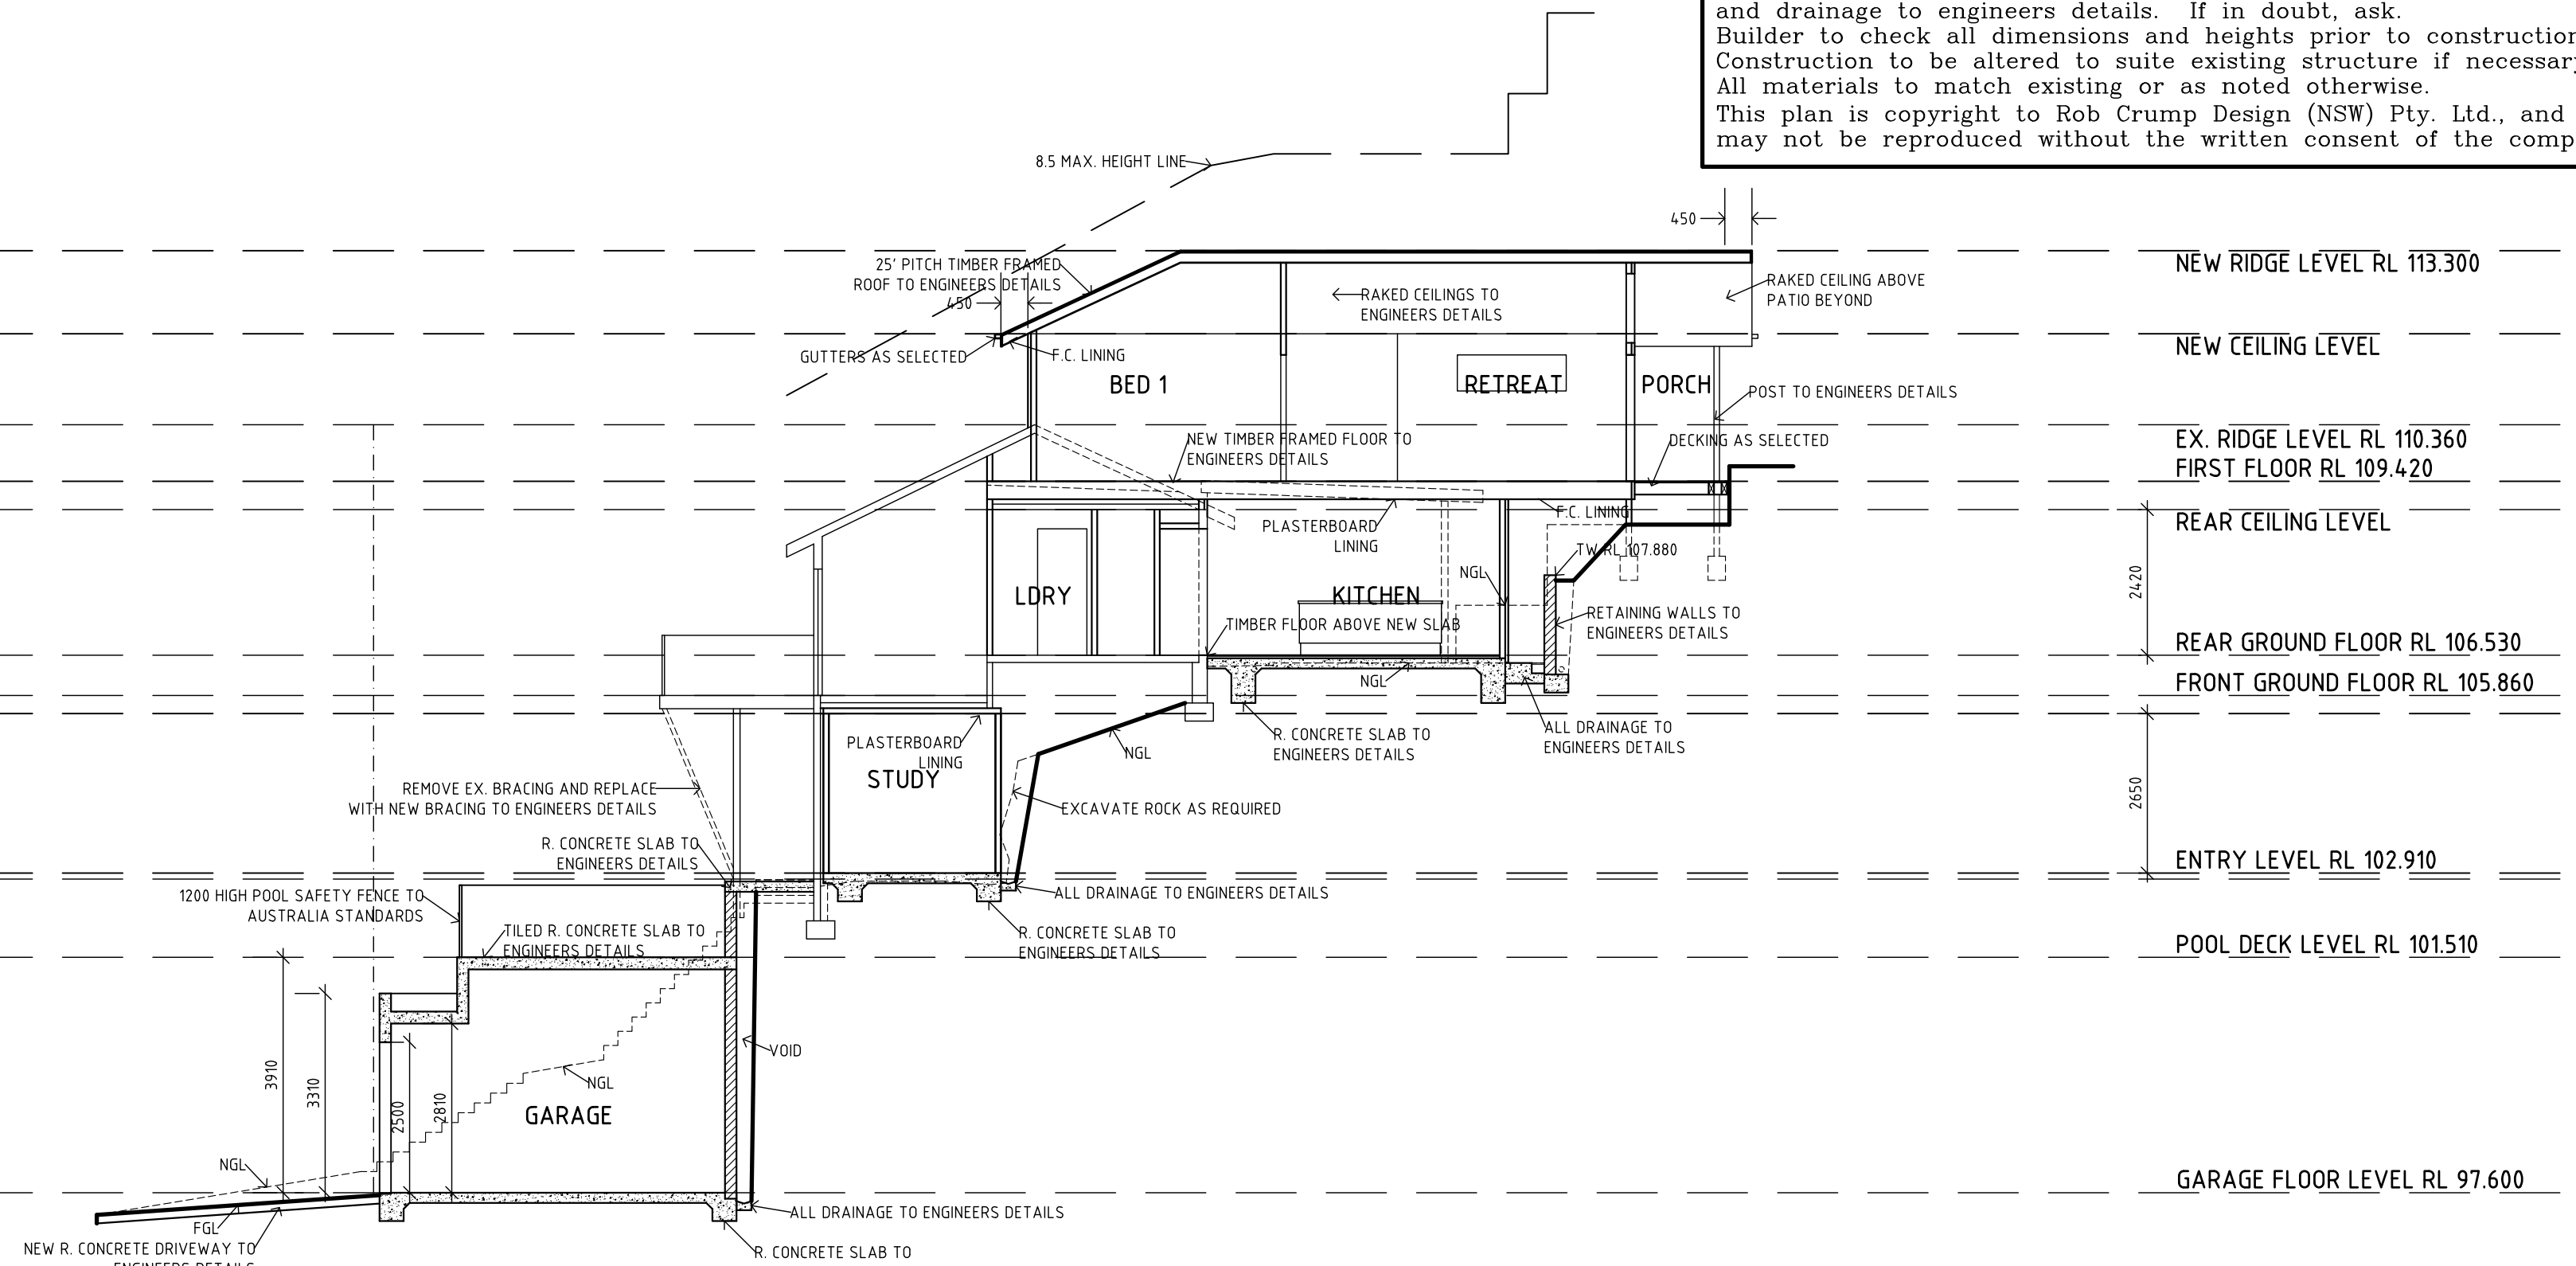 and drainage to engineers details. If in doubt, ask.
Builder to check all dimensions and heights prior to construction
Construction to be altered to suite existing structure if necessary
All materials to match existing or as noted otherwise.
This plan is copyright to Rob Crump Design (NSW) Pty. Ltd., and
may not be reproduced without the written consent of the comp
8.5 MAX. HEIGHT LINE
450
25' PITCH TIMBER FRAMED
ROOF TO ENGINEERS DETAILS
450
RAKED CEILINGS TO
ENGINEERS DETAILS
RAKED CEILING ABOVE
PATIO BEYOND
NEW RIDGE LEVEL RL 113.300
GUTTERS AS SELECTED
F.C. LINING
NEW CEILING LEVEL
BED 1
RETREAT
PORCH
POST TO ENGINEERS DETAILS
NEW TIMBER FRAMED FLOOR TO
ENGINEERS DETAILS
DECKING AS SELECTED
EX. RIDGE LEVEL RL 110.360
FIRST FLOOR RL 109.420
PLASTERBOARD
LINING
F.C. LINING
REAR CEILING LEVEL
TW RL 107.880
NGL
2420
LDRY
KITCHEN
TIMBER FLOOR ABOVE NEW SLAB
RETAINING WALLS TO
ENGINEERS DETAILS
REAR GROUND FLOOR RL 106.530
NGL
FRONT GROUND FLOOR RL 105.860
PLASTERBOARD
LINING
STUDY
NGL
R. CONCRETE SLAB TO
ENGINEERS DETAILS
ALL DRAINAGE TO
ENGINEERS DETAILS
REMOVE EX. BRACING AND REPLACE
WITH NEW BRACING TO ENGINEERS DETAILS
EXCAVATE ROCK AS REQUIRED
2650
R. CONCRETE SLAB TO
ENGINEERS DETAILS
ENTRY LEVEL RL 102.910
1200 HIGH POOL SAFETY FENCE TO
AUSTRALIA STANDARDS
ALL DRAINAGE TO ENGINEERS DETAILS
TILED R. CONCRETE SLAB TO
ENGINEERS DETAILS
R. CONCRETE SLAB TO
ENGINEERS DETAILS
POOL DECK LEVEL RL 101.510
VOID
3910
3310
2500
2810
NGL
GARAGE
NGL
GARAGE FLOOR LEVEL RL 97.600
FGL
ALL DRAINAGE TO ENGINEERS DETAILS
NEW R. CONCRETE DRIVEWAY TO
ENGINEERS DETAILS
R. CONCRETE SLAB TO